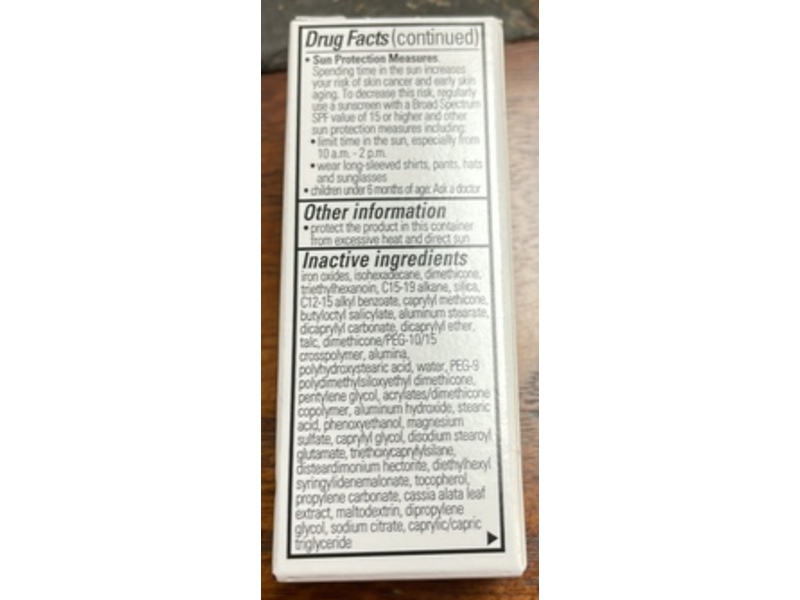 Drug Facts (continued)
• Sun Protection Measures.
Spending time in the sun increases
your risk of skin cancer and early skin
aging. To decrease this risk, regularly
use a sunscreen with a Broad Spectrum
SPF value of 15 or higher and other
sun protection measures including:
• limit time in the sun, especially from
10 a.m. - 2 p.m.
• wear long-sleeved shirts, pants, hats
and sunglasses
• children under 6 months of age: Ask a doctor
Other information
• protect the product in this container
from excessive heat and direct sun
Inactive ingredients
iron oxides, isohexadecane, dimethicone,
triethylhexanoin, C15-19 alkane, silica,
C12-15 alkyl benzoate, caprylyl methicone,
butyloctyl salicylate, aluminum stearate,
dicaprylyl carbonate, dicaprylyl ether,
talc, dimethicone/PEG-10/15
crosspolymer, alumina,
polyhydroxystearic acid, water, PEG-9
polydimethylsiloxyethyl dimethicone,
pentylene glycol, acrylates/dimethicone
copolymer, aluminum hydroxide, stearic
acid, phenoxyethanol, magnesium
sulfate, caprylyl glycol, disodium stearoyl
glutamate, triethoxycaprylylsilane,
disteardimonium hectorite, diethylhexyl
syringylidenemalonate, tocopherol,
propylene carbonate, cassia alata leaf
extract, maltodextrin, dipropylene
glycol, sodium citrate, caprylic/capric
triglyceride